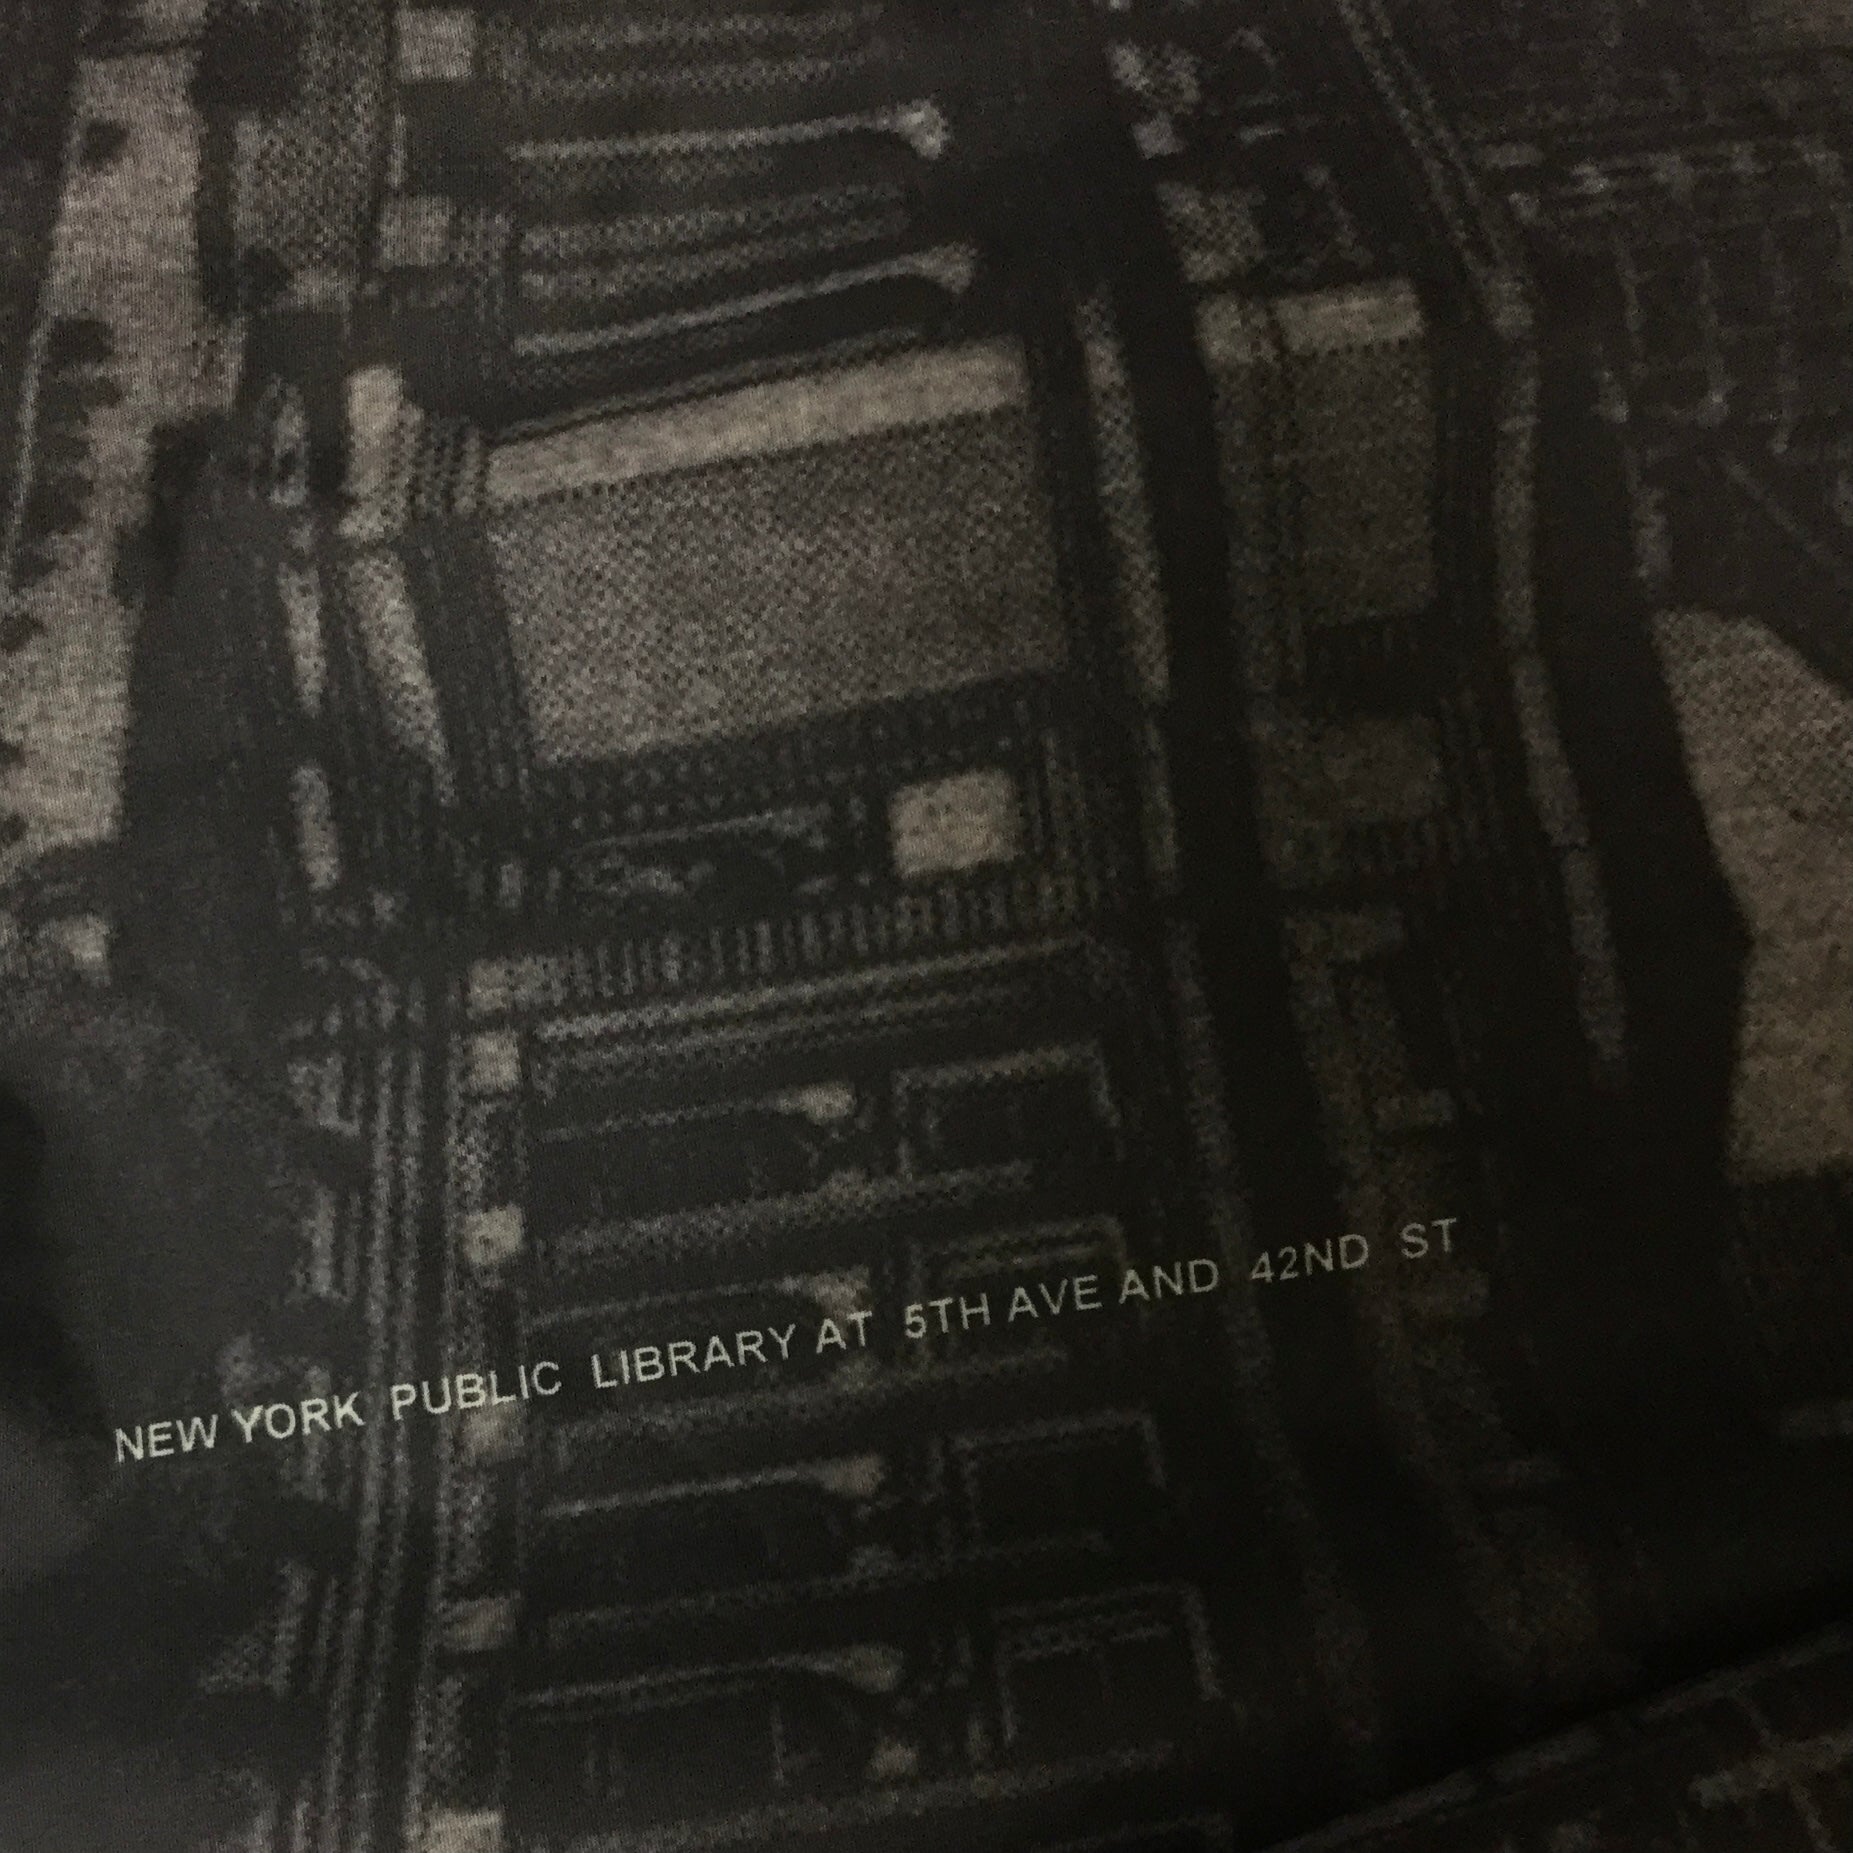 NEW YORK PUBLIC LIBRARY AT 5TH AVE AND 42ND ST